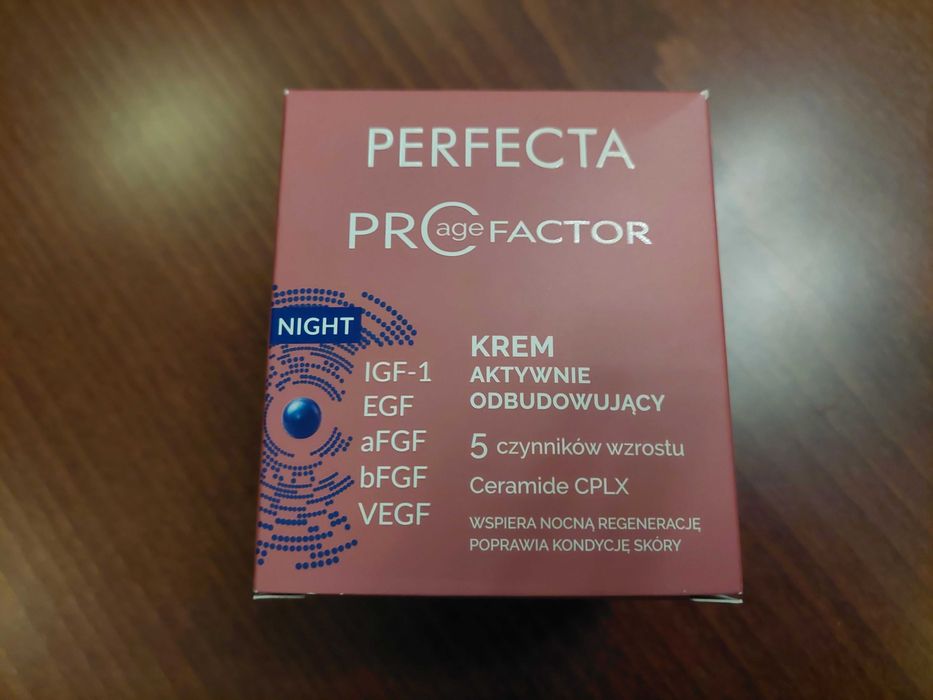 PERFECTA
PRO age FACTOR
NIGHT
IGF-1
EGF
aFGF
bFGF
VEGF
KREM
AKTYWNIE
ODBUDOWUJĄCY
5 czynników wzrostu
Ceramide CPLX
WSPIERA NOCNĄ REGENERACJĘ
POPRAWIA KONDYCJĘ SKÓRY